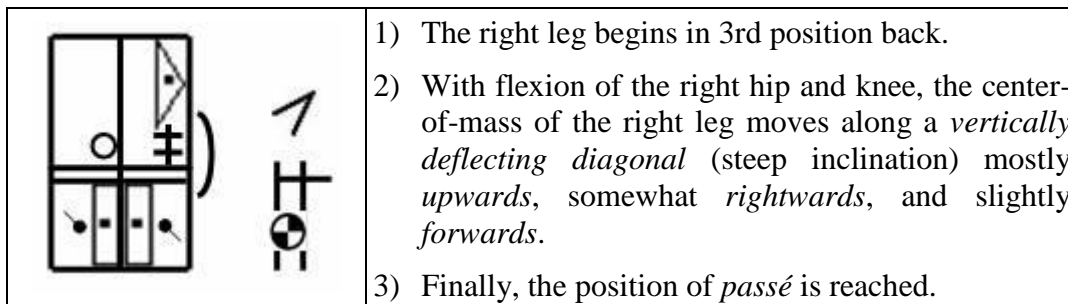 1) The right leg begins in 3rd position back.
2) With flexion of the right hip and knee, the center-
of-mass of the right leg moves along a vertically
deflecting diagonal (steep inclination) mostly
upwards, somewhat rightwards, and slightly
forwards.
3) Finally, the position of passé is reached.